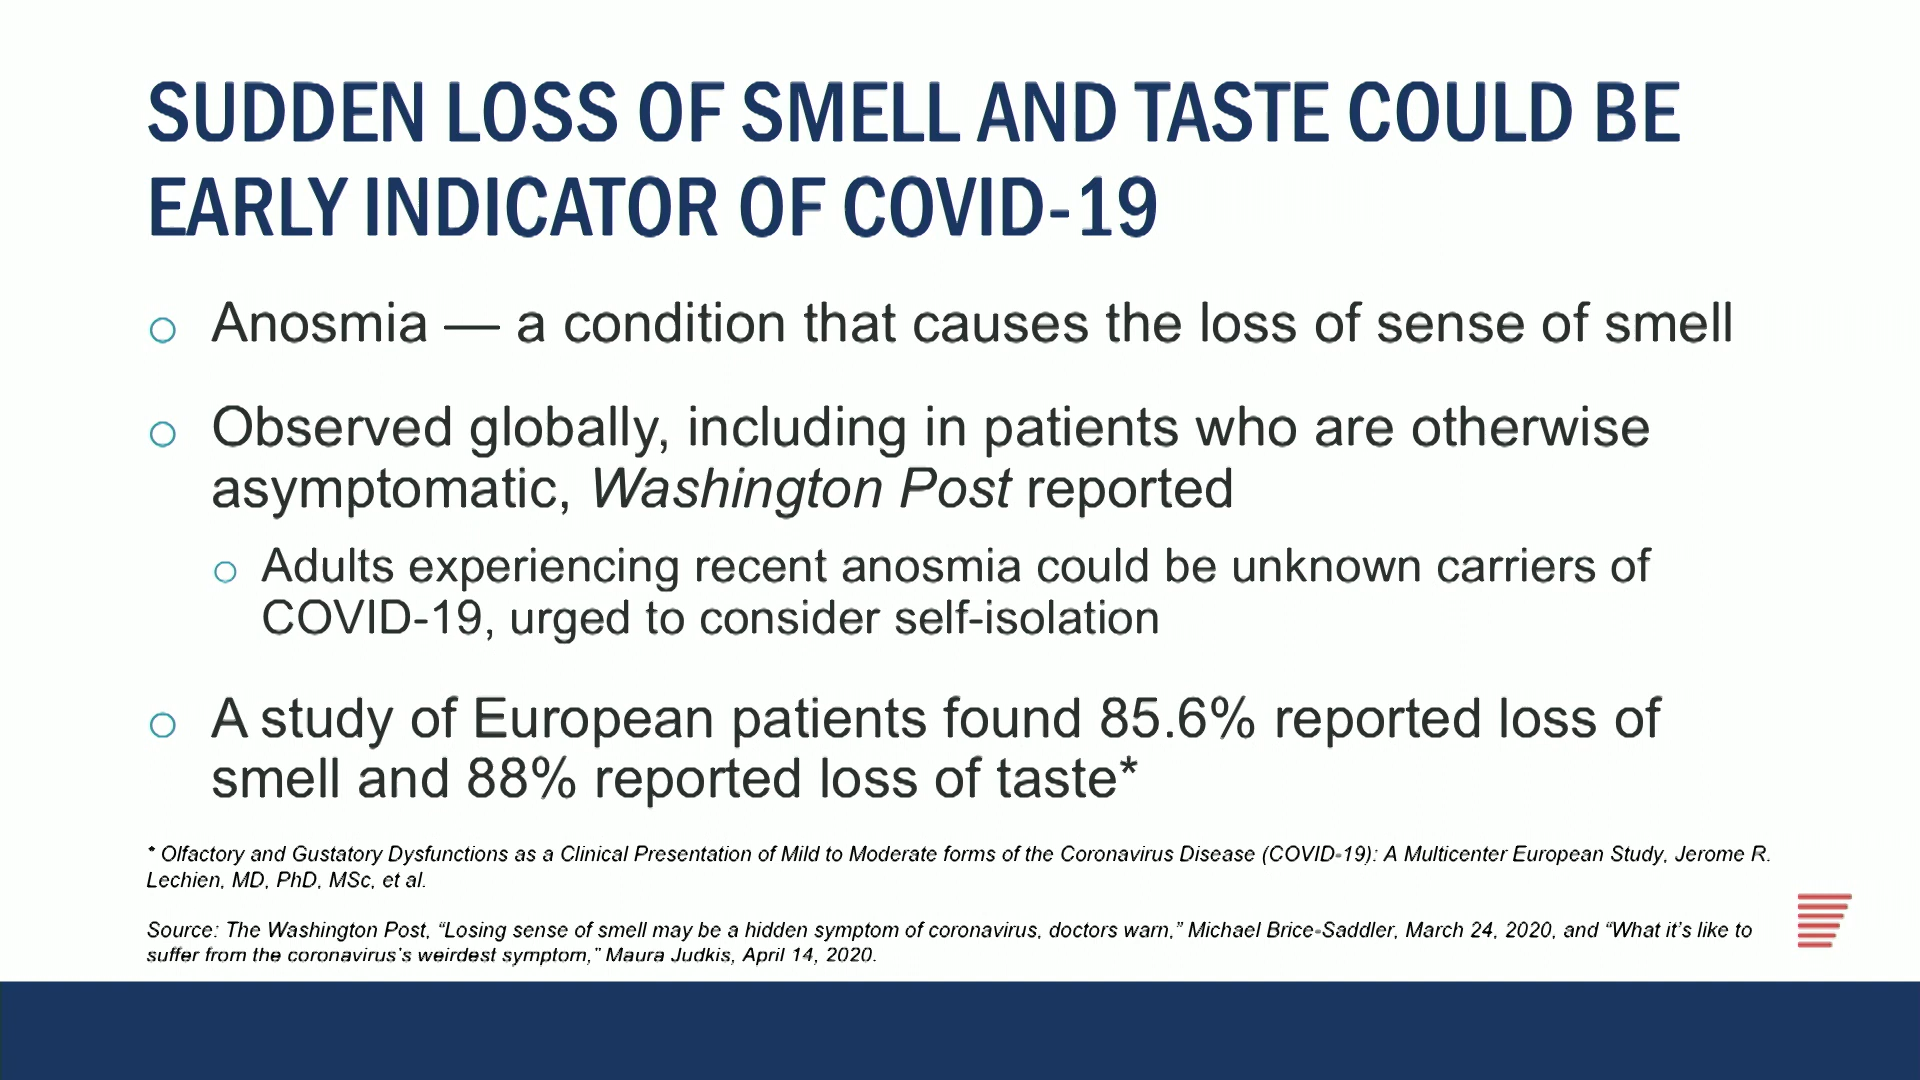 SUDDEN LOSS OF SMELL AND TASTE COULD BE
EARLY INDICATOR OF COVID-19
Anosmia — a condition that causes the loss of sense of smell
Observed globally, including in patients who are otherwise
asymptomatic, Washington Post reported
Adults experiencing recent anosmia could be unknown carriers of
COVID-19, urged to consider self-isolation
A study of European patients found 85.6% reported loss of
smell and 88% reported loss of taste*
* Olfactory and Gustatory Dysfunctions as a Clinical Presentation of Mild to Moderate forms of the Coronavirus Disease (COVID-19): A Multicenter European Study, Jerome R.
Lechien, MD, PhD, MSc, et al.
Source: The Washington Post, “Losing sense of smell may be a hidden symptom of coronavirus, doctors warn,” Michael Brice-Saddler, March 24, 2020, and “What it’s like to
suffer from the coronavirus’s weirdest symptom,” Maura Judkis, April 14, 2020.